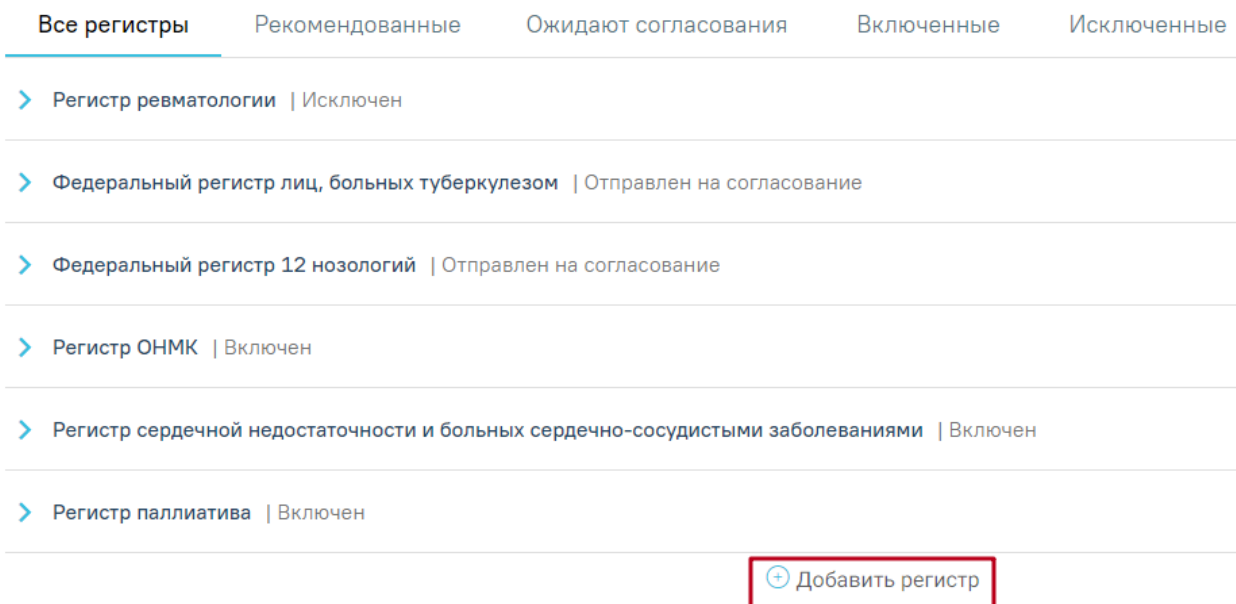 Все регистры Рекомендованные Ожидают согласования Включенные Исключенные
Регистр ревматологии | Исключен
Федеральный регистр лиц, больных туберкулезом | Отправлен на согласование
Федеральный регистр 12 нозологий | Отправлен на согласование
Регистр ОНМК | Включен
Регистр сердечной недостаточности и больных сердечно-сосудистыми заболеваниями | Включен
Регистр паллиатива | Включен
Добавить регистр